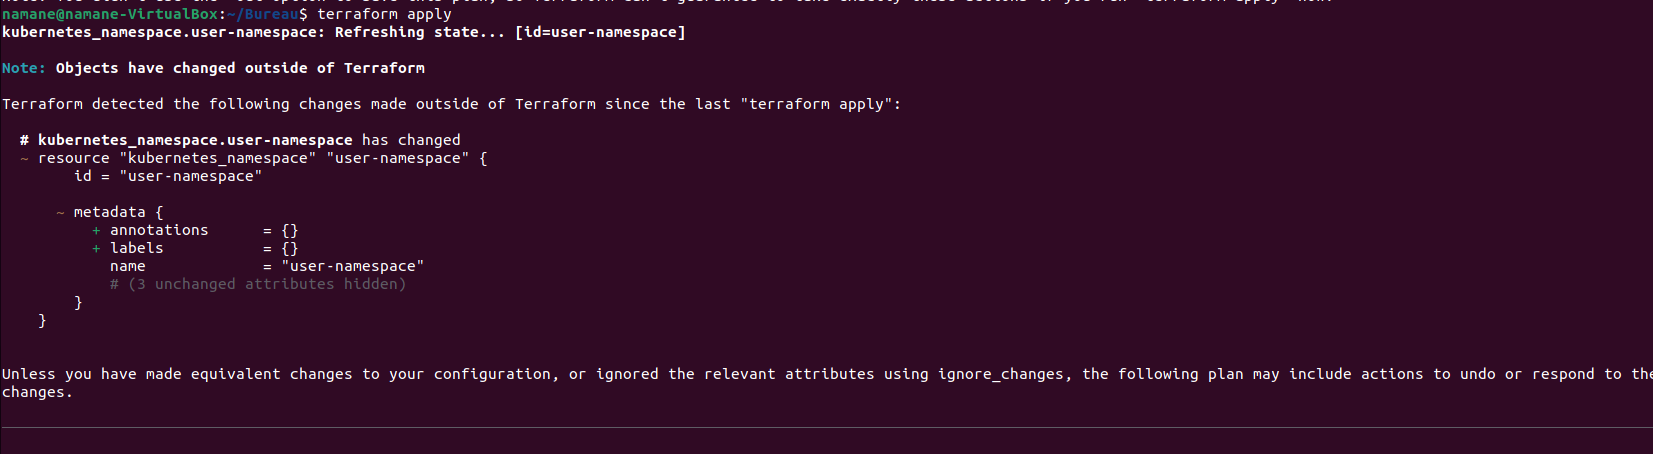 namane@namane-VirtualBox:~/Bureau$ terraform apply
kubernetes_namespace.user-namespace: Refreshing state... [id=user-namespace]
Note: Objects have changed outside of Terraform
Terraform detected the following changes made outside of Terraform since the last "terraform apply":
# kubernetes_namespace.user-namespace has changed
~ resource "kubernetes_namespace" "user-namespace" {
id = "user-namespace"
~ metadata {
+ annotations = {}
+ labels = {}
name = "user-namespace"
# (3 unchanged attributes hidden)
}
}
Unless you have made equivalent changes to your configuration, or ignored the relevant attributes using ignore_changes, the following plan may include actions to undo or respond to the
changes.